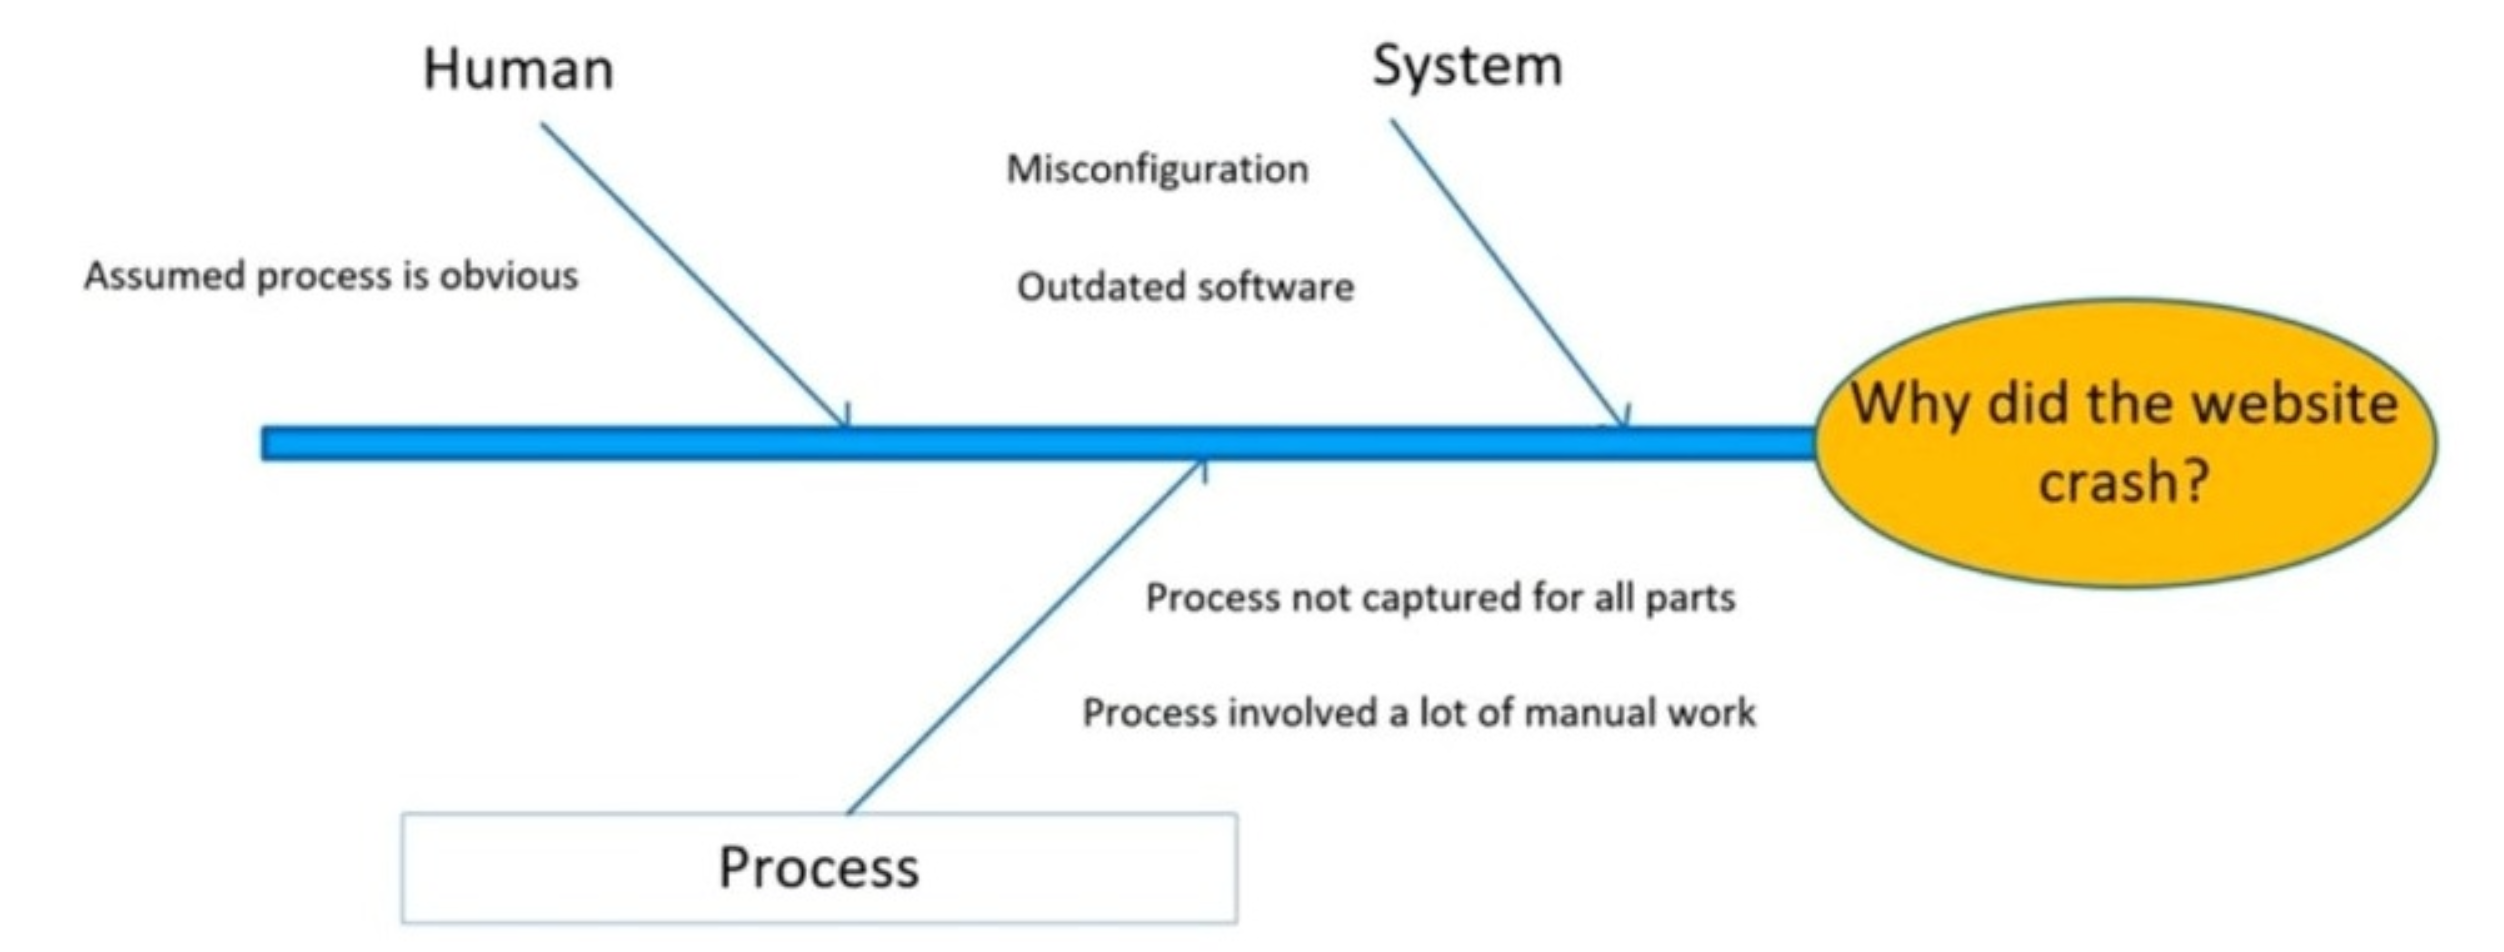 Human
System
Misconfiguration
Assumed process is obvious
Outdated software
Why did the website
crash?
Process not captured for all parts
Process involved a lot of manual work
Process